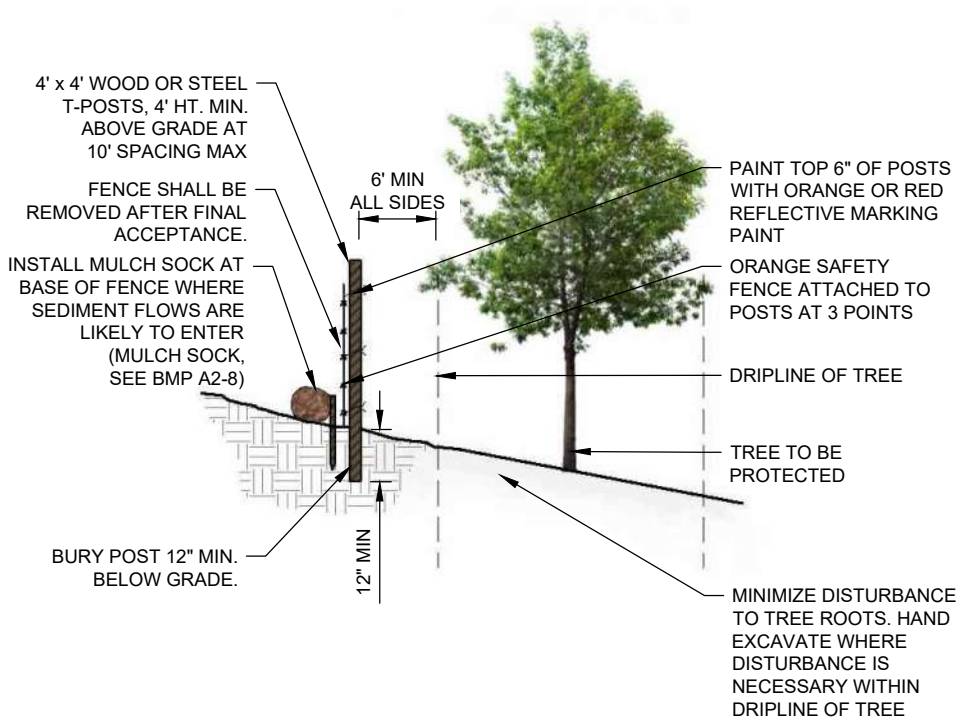 4' x 4' WOOD OR STEEL
T-POSTS, 4' HT. MIN.
ABOVE GRADE AT
10' SPACING MAX
FENCE SHALL BE
REMOVED AFTER FINAL
ACCEPTANCE.
INSTALL MULCH SOCK AT
BASE OF FENCE WHERE
SEDIMENT FLOWS ARE
LIKELY TO ENTER
(MULCH SOCK,
SEE BMP A2-8)
BURY POST 12" MIN.
BELOW GRADE.
6' MIN
ALL SIDES
12" MIN
PAINT TOP 6" OF POSTS
WITH ORANGE OR RED
REFLECTIVE MARKING
PAINT
ORANGE SAFETY
FENCE ATTACHED TO
POSTS AT 3 POINTS
DRIPLINE OF TREE
TREE TO BE
PROTECTED
MINIMIZE DISTURBANCE
TO TREE ROOTS. HAND
EXCAVATE WHERE
DISTURBANCE IS
NECESSARY WITHIN
DRIPLINE OF TREE